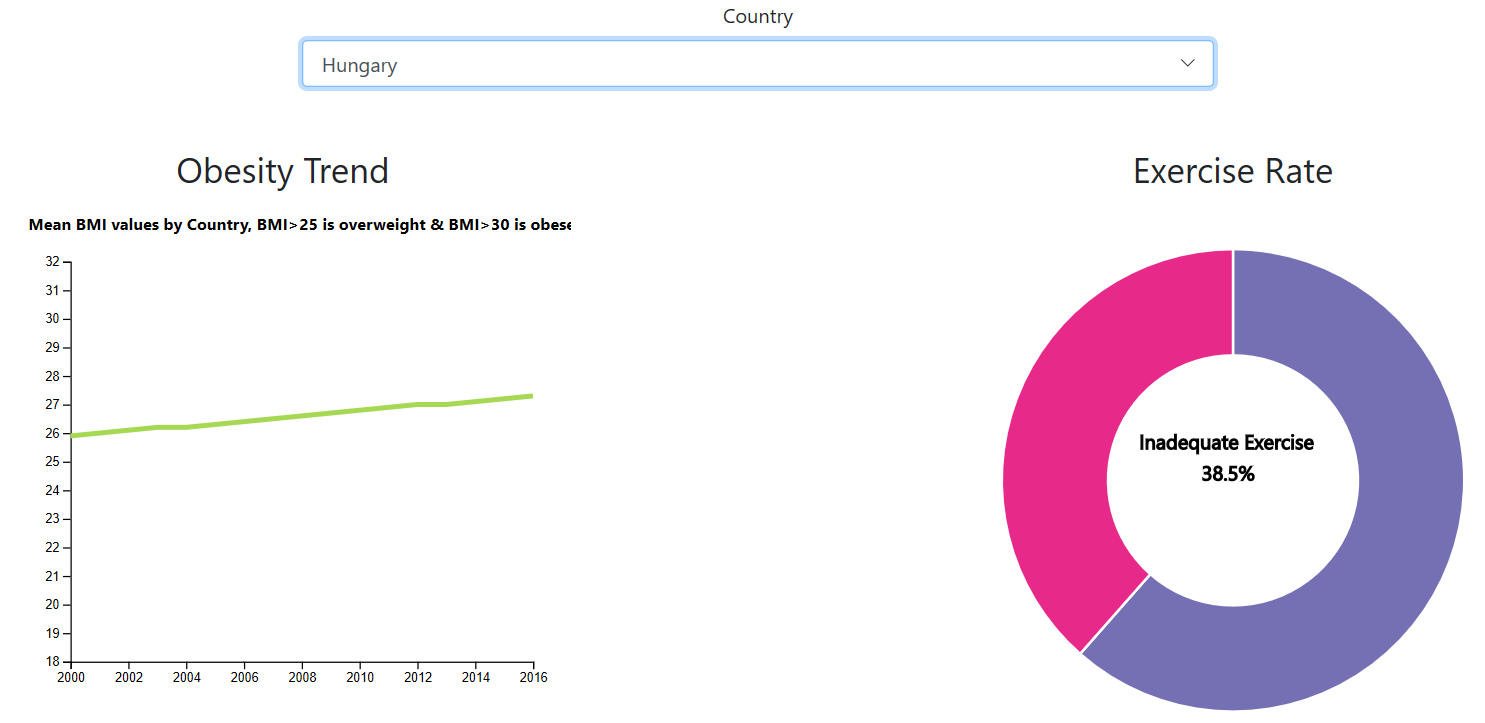 Country
Hungary
Obesity Trend
Exercise Rate
Mean BMI values by Country, BMI>25 is overweight & BMI>30 is obese
32
31
30
29
28
27
26
25
24
23
22
21
20
19
18
2000 2002 2004 2006 2008 2010 2012 2014 2016
Inadequate Exercise
38.5%